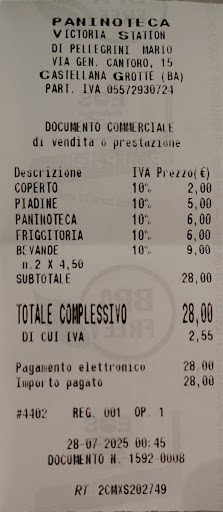 PANINOTECA
VICTORIA STATION
DI PELLEGRINI MARIO
VIA GEN. CANTORO, 15
CASTELLANA GROTTE (BA)
PART. IVA 05572930724
DOCUMENTO COMMERCIALE
di vendita o prestazione
Descrizione IVA Prezzo(€)
COPERTO 10% 2,00
PIADINE 10% 5,00
PANINOTECA 10% 6,00
FRIGGITORIA 10% 6,00
BEVANDE 10% 9,00
n.2 X 4,50
SUBTOTALE 28,00
TOTALE COMPLESSIVO 28,00
DI CUI IVA 2,55
Pagamento elettronico 28,00
Importo pagato 28,00
#4402 REG. 001 OP. 1
28-07-2025 00:45
DOCUMENTO N. 1592-0008
RT 2CMXS202749